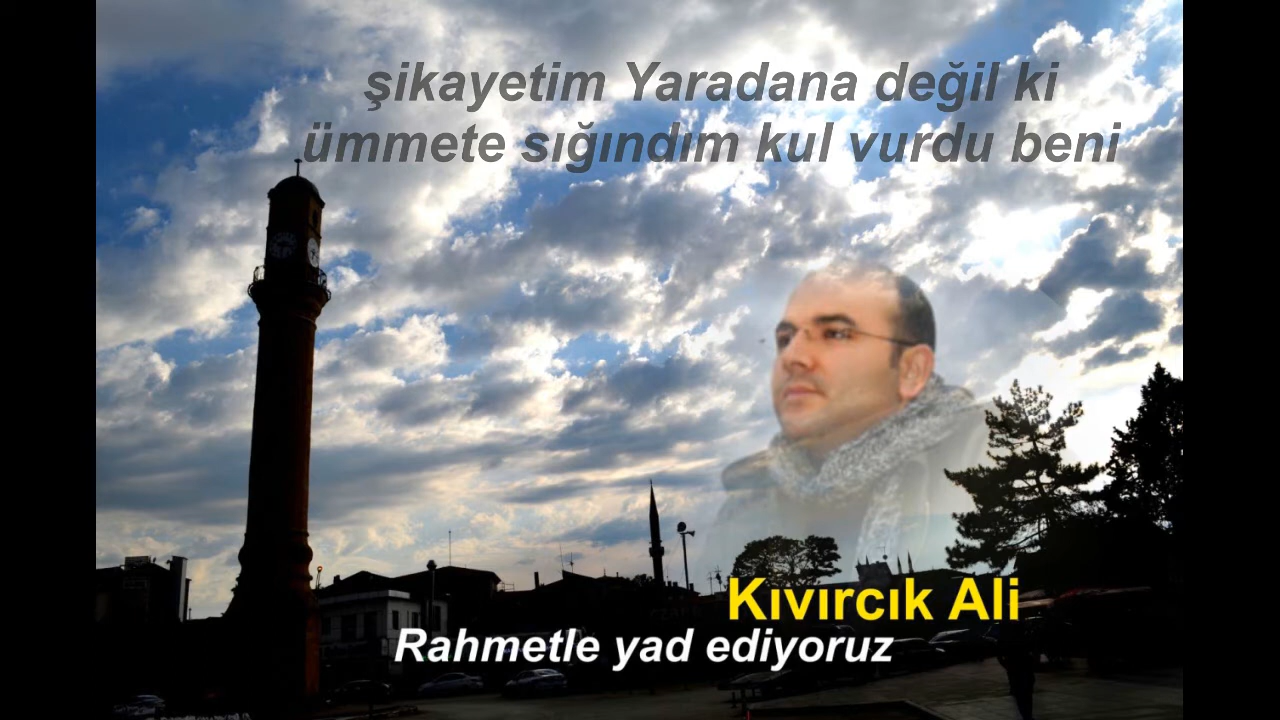 şikayetim Yaradana değil ki
ümmete sığındım kul vurdu beni
Kıvırcık Ali
Rahmetle yad ediyoruz